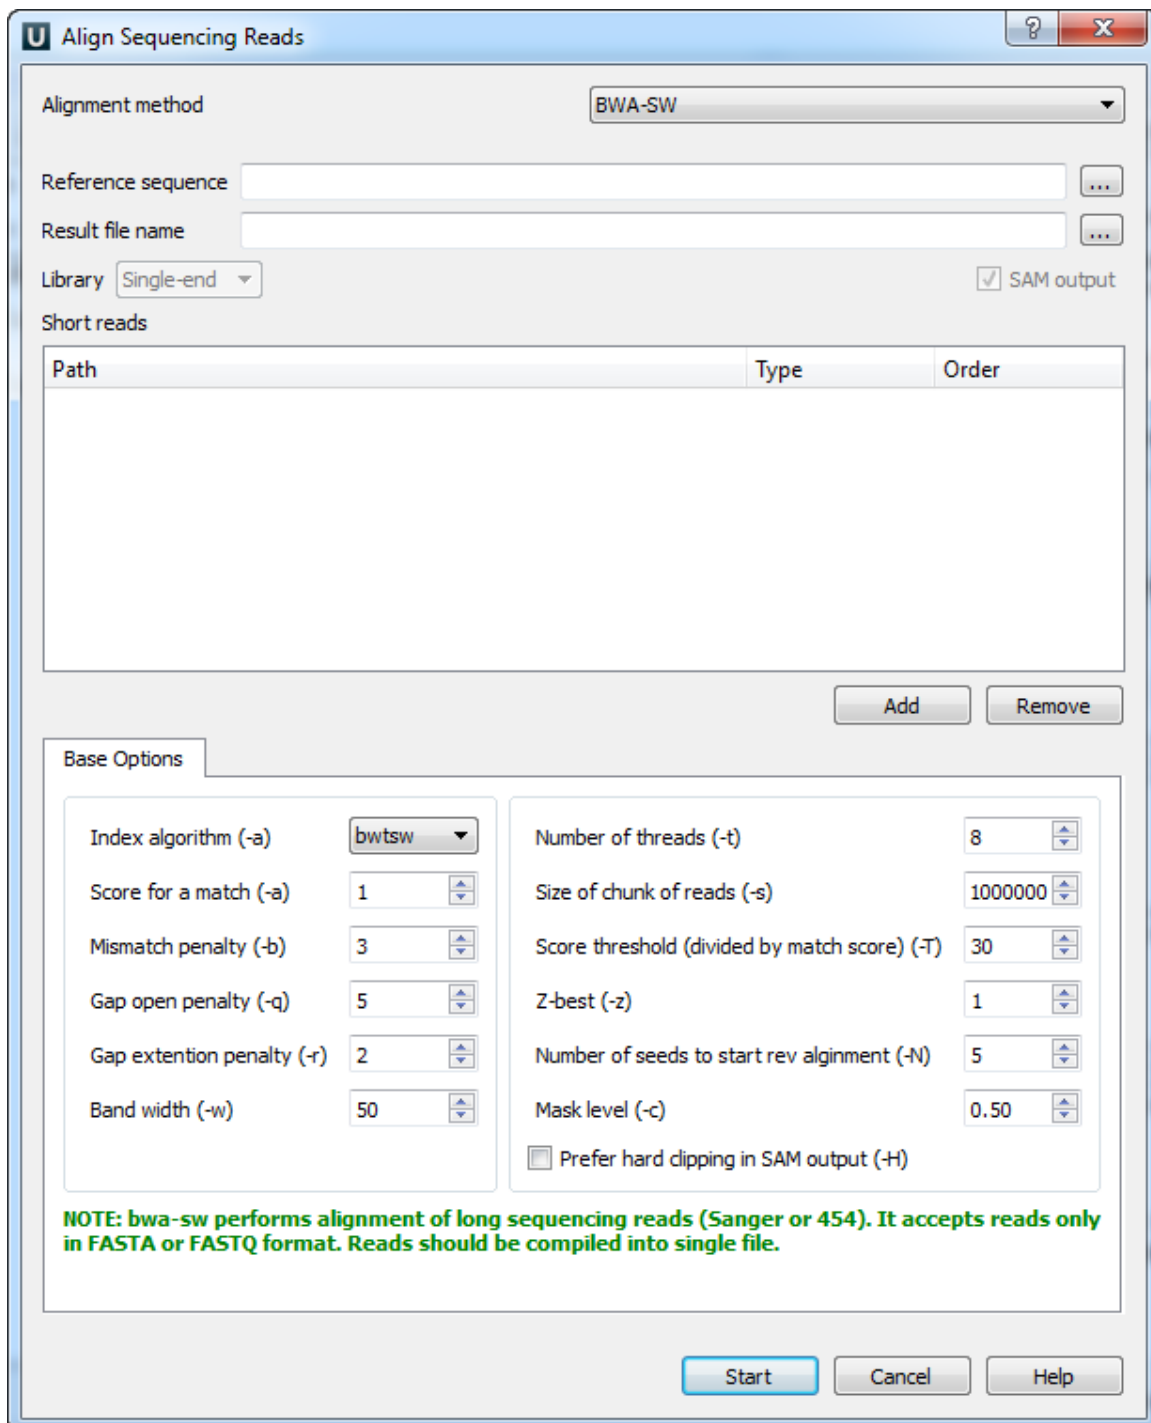 U Align Sequencing Reads
Alignment method BWA-SW
Reference sequence ...
Result file name ...
Library Single-end SAM output
Short reads
Path Type Order
Add Remove
Base Options
Index algorithm (-a) bwtsw
Score for a match (-a) 1
Mismatch penalty (-b) 3
Gap open penalty (-q) 5
Gap extention penalty (-r) 2
Band width (-w) 50
Number of threads (-t) 8
Size of chunk of reads (-s) 1000000
Score threshold (divided by match score) (-T) 30
Z-best (-z) 1
Number of seeds to start rev alginment (-N) 5
Mask level (-c) 0.50
Prefer hard clipping in SAM output (-H)
NOTE: bwa-sw performs alignment of long sequencing reads (Sanger or 454). It accepts reads only
in FASTA or FASTQ format. Reads should be compiled into single file.
Start Cancel Help